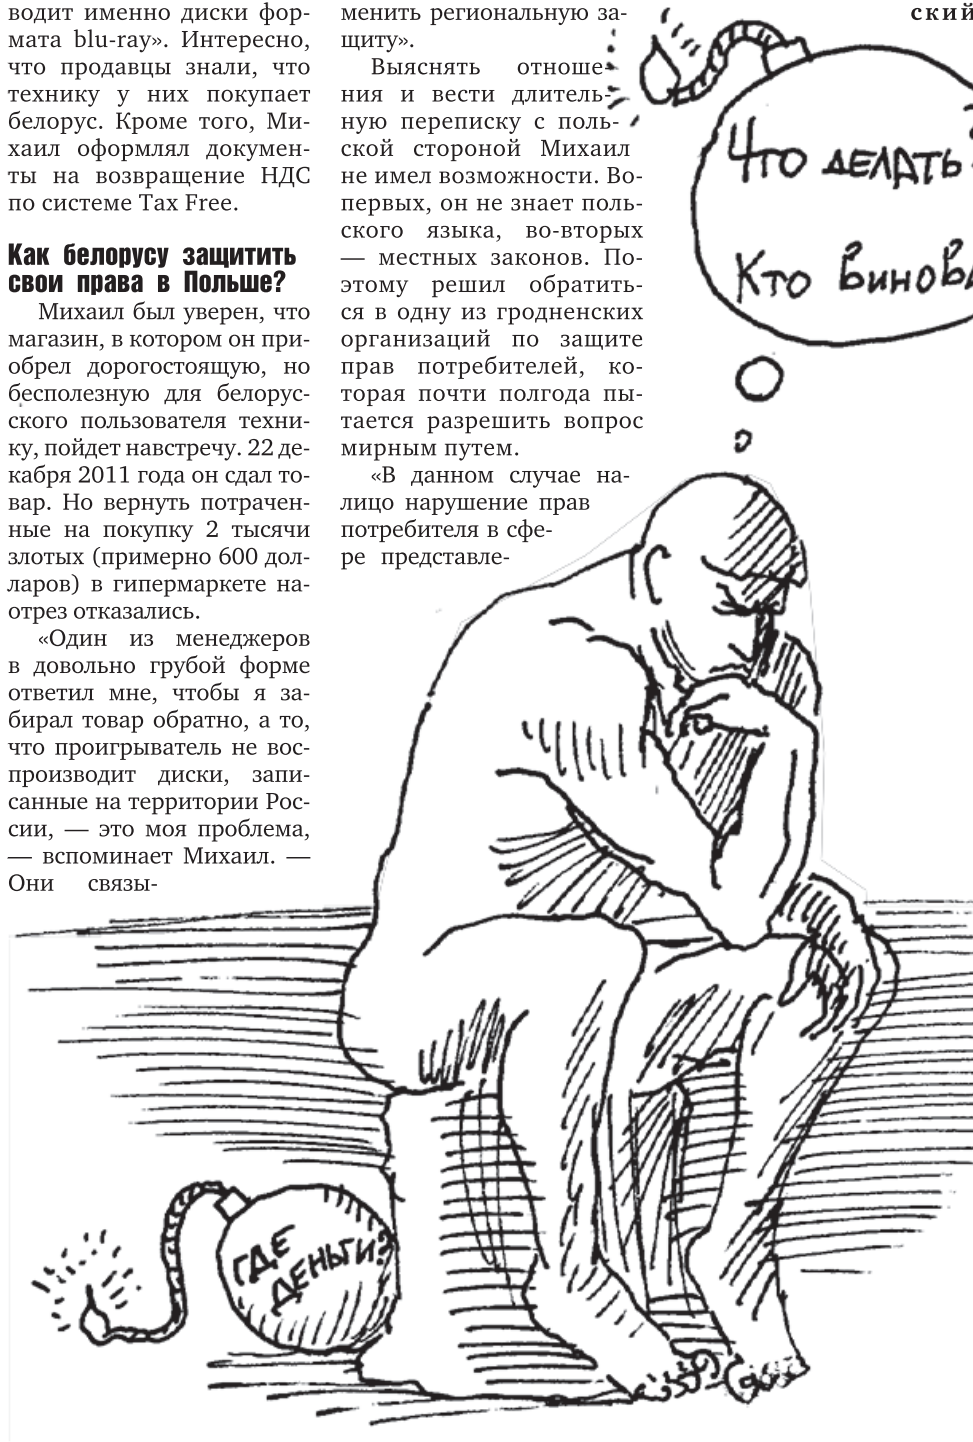 водит именно диски фор-
мата blu-ray». Интересно,
что продавцы знали, что
технику у них покупает
белорус. Кроме того, Ми-
хаил оформлял докумен-
ты на возвращение НДС
по системе Tax Free.
Как белорусу защитить
свои права в Польше?
Михаил был уверен, что
магазин, в котором он при-
обрел дорогостоящую, но
бесполезную для белорус-
ского пользователя техни-
ку, пойдет навстречу. 22 де-
кабря 2011 года он сдал то-
вар. Но вернуть потрачен-
ные на покупку 2 тысячи
злотых (примерно 600 дол-
ларов) в гипермаркете на-
отрез отказались.
«Один из менеджеров
в довольно грубой форме
ответил мне, чтобы я за-
бирал товар обратно, а то,
что проигрыватель не вос-
производит диски, запи-
санные на территории Рос-
сии, — это моя проблема,
— вспоминает Михаил. —
Они связы-
менить региональную за-
щиту».
Выяснять отноше-
ния и вести длитель-
ную переписку с поль-
ской стороной Михаил
не имел возможности. Во-
первых, он не знает поль-
ского языка, во-вторых
— местных законов. По-
этому решил обратить-
ся в одну из гродненских
организаций по защите
прав потребителей, ко-
торая почти полгода пы-
тается разрешить вопрос
мирным путем.
«В данном случае на-
лицо нарушение прав
потребителя в сфе-
ре представле-
ский
Что делать?
Кто винова
Где
деньги?